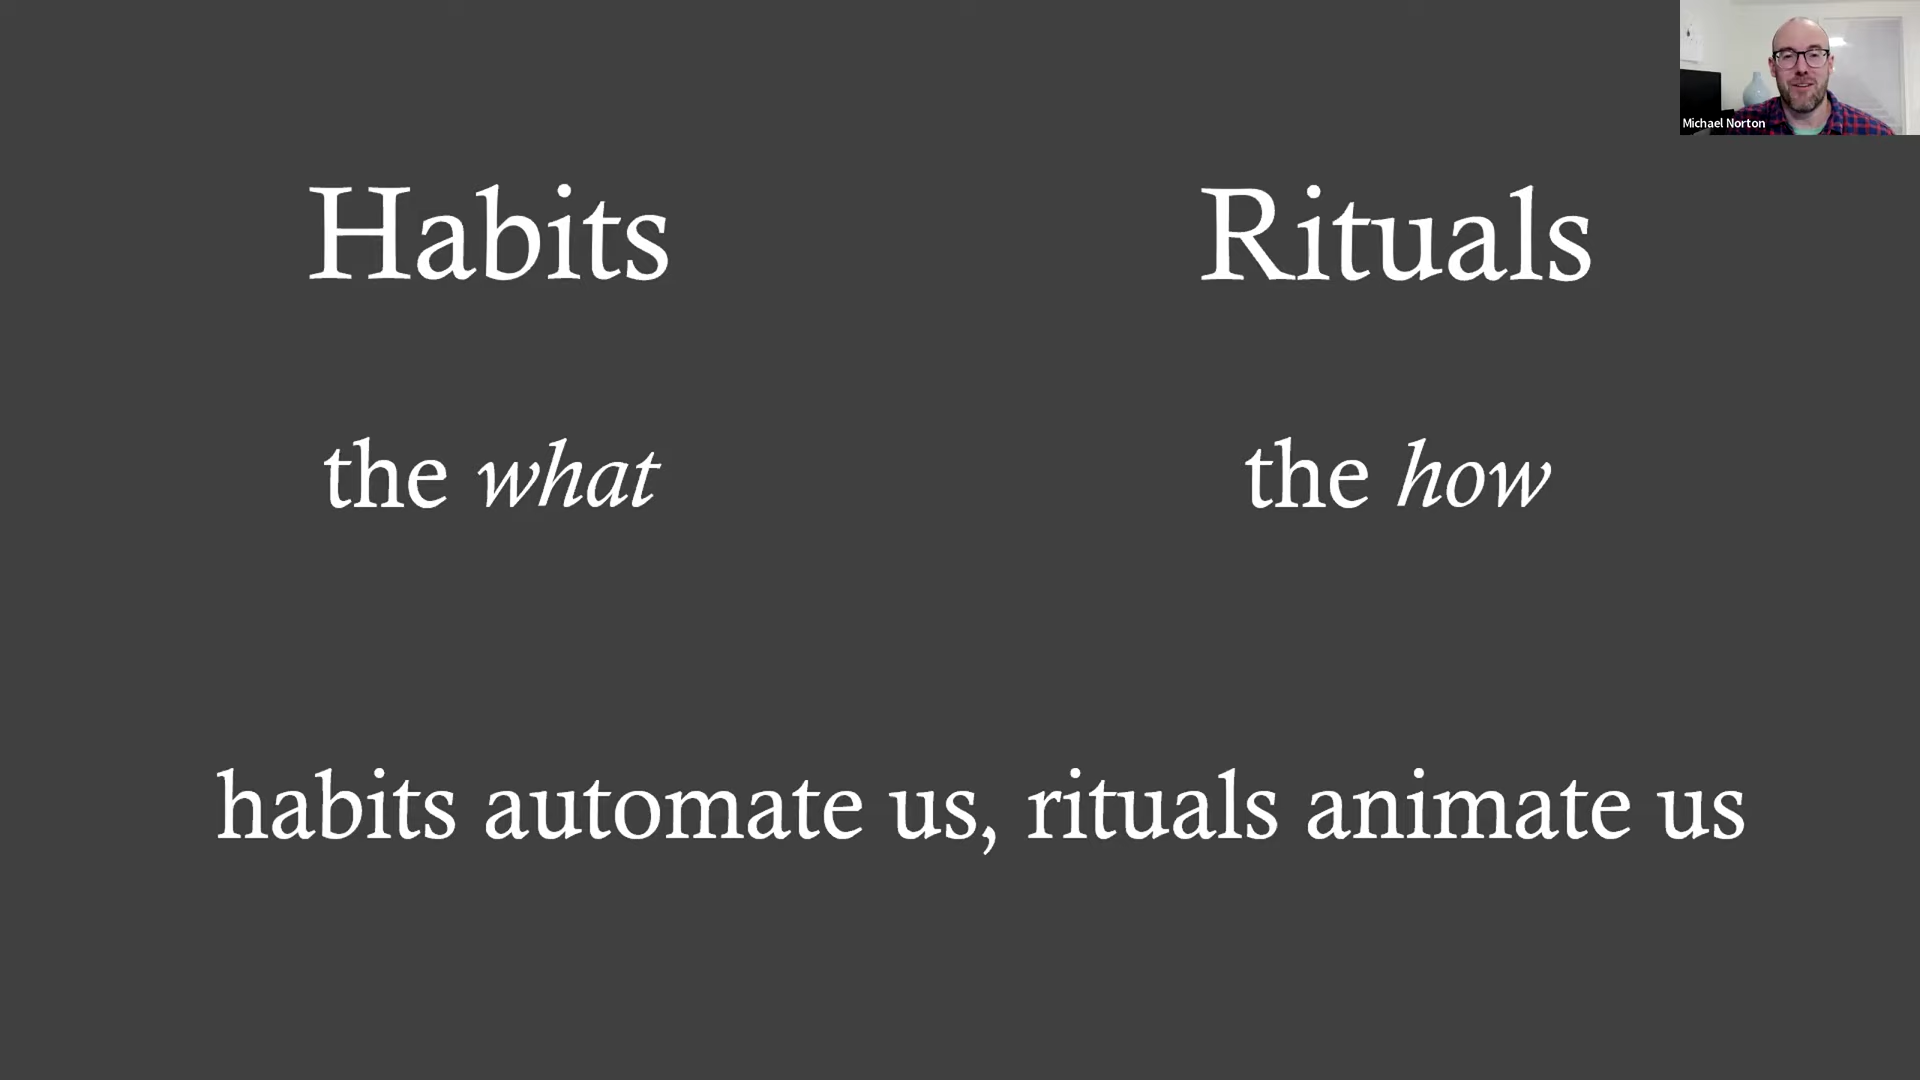 Michael Norton
Habits
Rituals
the what
the how
habits automate us, rituals animate us